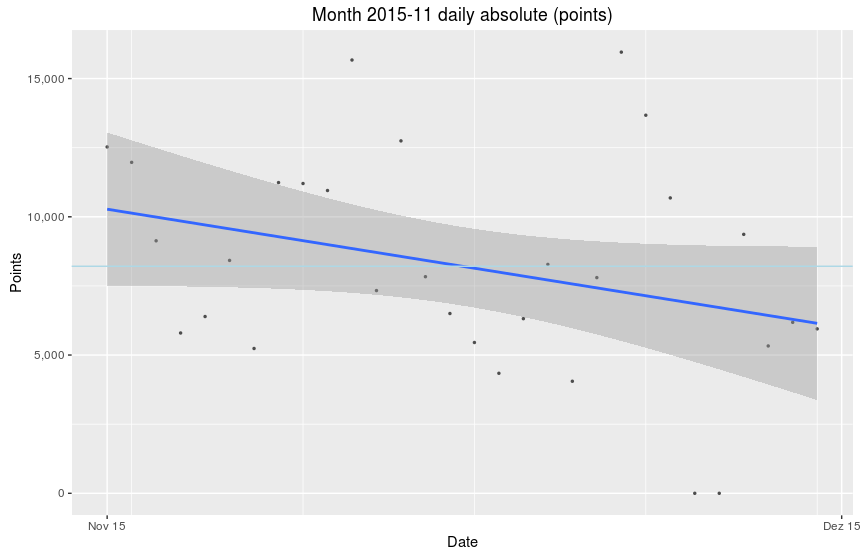 Month 2015-11 daily absolute (points)
Points
15,000
10,000
5,000
0
Nov 15
Dez 15
Date